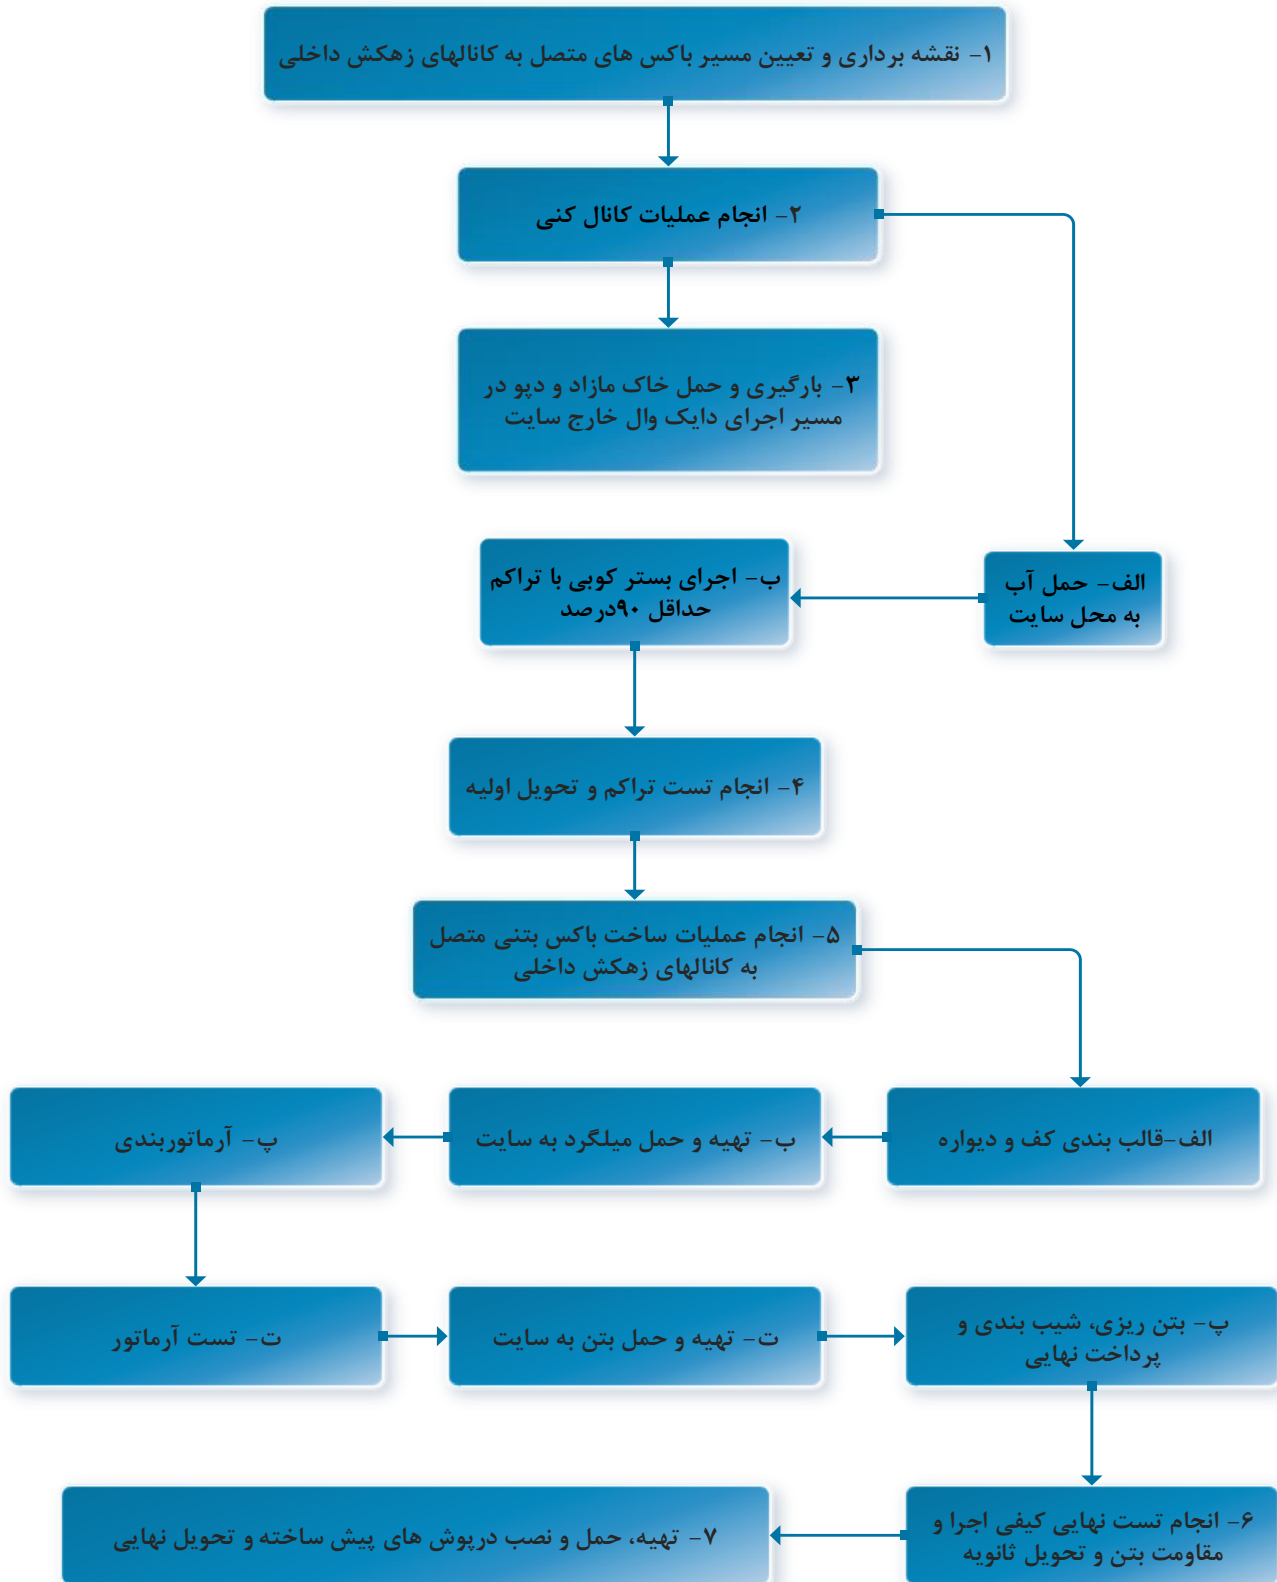 ۱- نقشه برداری و تعیین مسیر باکس های متصل به کانالهای زهکش داخلی
۲- انجام عملیات کانال کنی
۳- بارگیری و حمل خاک مازاد و دپو در
مسیر اجرای دایک وال خارج سایت
الف- حمل آب
به محل سایت
ب- اجرای بستر کوبی با تراکم
حداقل ۹۰درصد
۴- انجام تست تراکم و تحویل اولیه
۵- انجام عملیات ساخت باکس بتنی متصل
به کانالهای زهکش داخلی
الف-قالب بندی کف و دیواره
ب- تهیه و حمل میلگرد به سایت
پ- آرماتوربندی
ت- تست آرماتور
ت- تهیه و حمل بتن به سایت
پ- بتن ریزی، شیب بندی و
پرداخت نهایی
۶- انجام تست نهایی کیفی اجرا و
مقاومت بتن و تحویل ثانویه
۷- تهیه، حمل و نصب درپوش های پیش ساخته و تحویل نهایی